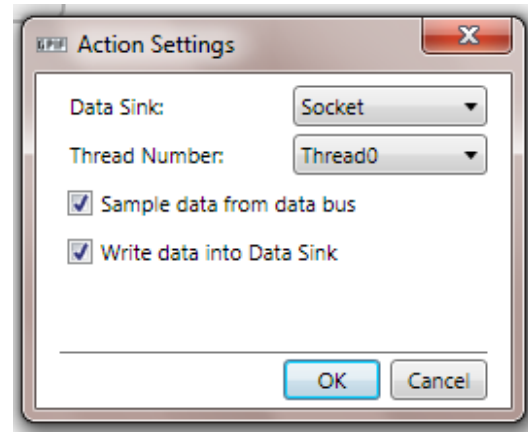 GPIF Action Settings
Data Sink: Socket
Thread Number: Thread0
Sample data from data bus
Write data into Data Sink
OK Cancel